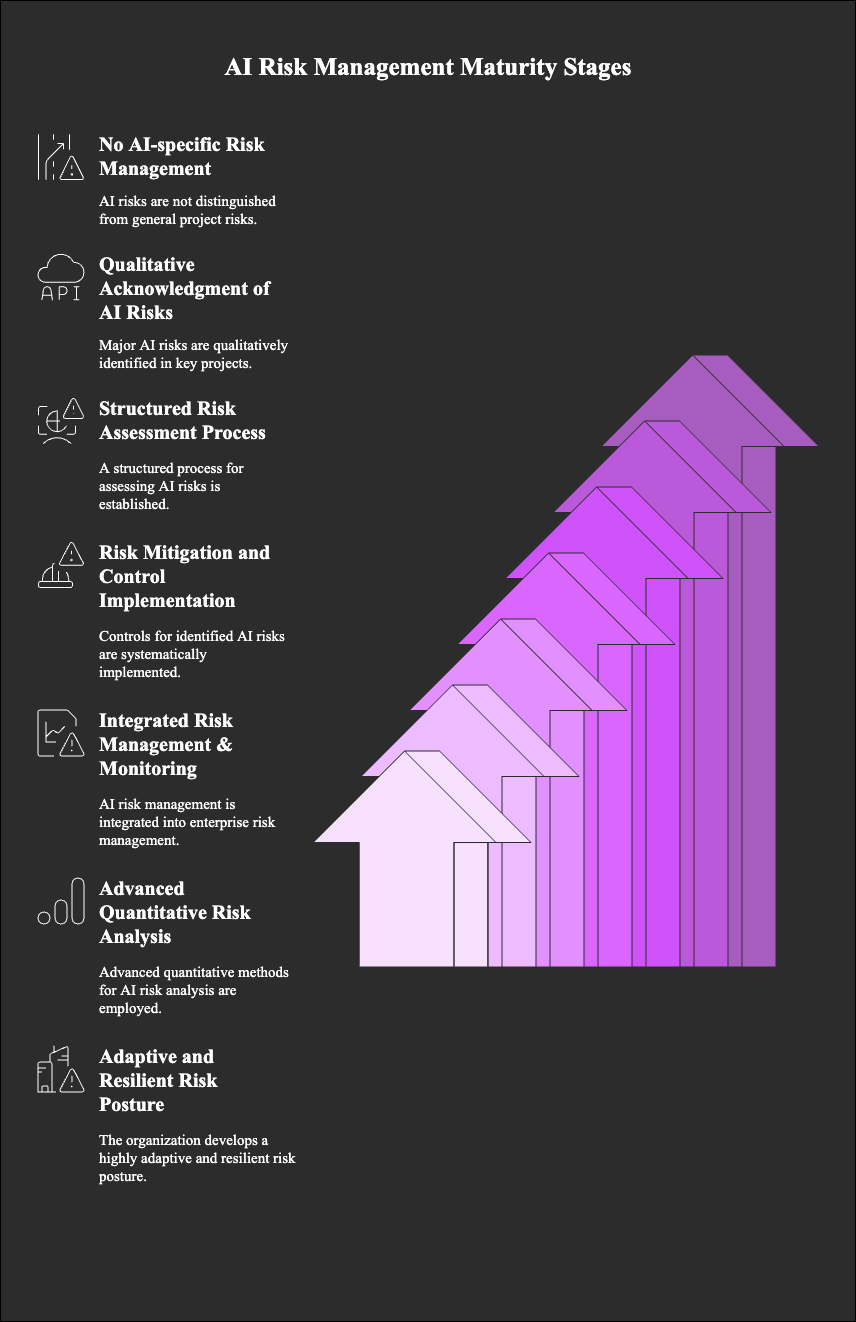 AI Risk Management Maturity Stages
No AI-specific Risk
Management
AI risks are not distinguished
from general project risks.
API
Qualitative
Acknowledgment of
AI Risks
Major AI risks are qualitatively
identified in key projects.
Structured Risk
Assessment Process
A structured process for
assessing AI risks is
established.
Risk Mitigation and
Control
Implementation
Controls for identified AI risks
are systematically
implemented.
Integrated Risk
Management &
Monitoring
AI risk management is
integrated into enterprise risk
management.
Advanced
Quantitative Risk
Analysis
Advanced quantitative methods
for AI risk analysis are
employed.
Adaptive and
Resilient Risk
Posture
The organization develops a
highly adaptive and resilient risk
posture.